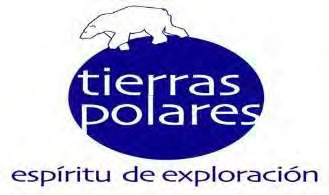 tierras
polares
espíritu de exploración